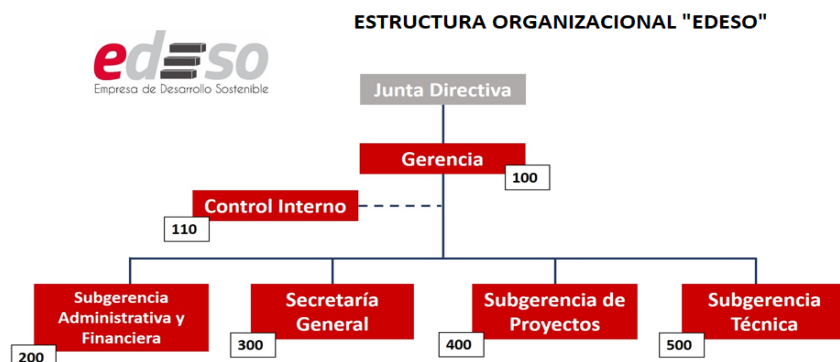 ESTRUCTURA ORGANIZACIONAL "EDESO"
edeso
Empresa de Desarrollo Sostenible
Junta Directiva
Gerencia
100
Control Interno
110
Subgerencia
Administrativa y
Financiera
200
Secretaría
General
300
Subgerencia de
Proyectos
400
Subgerencia
Técnica
500